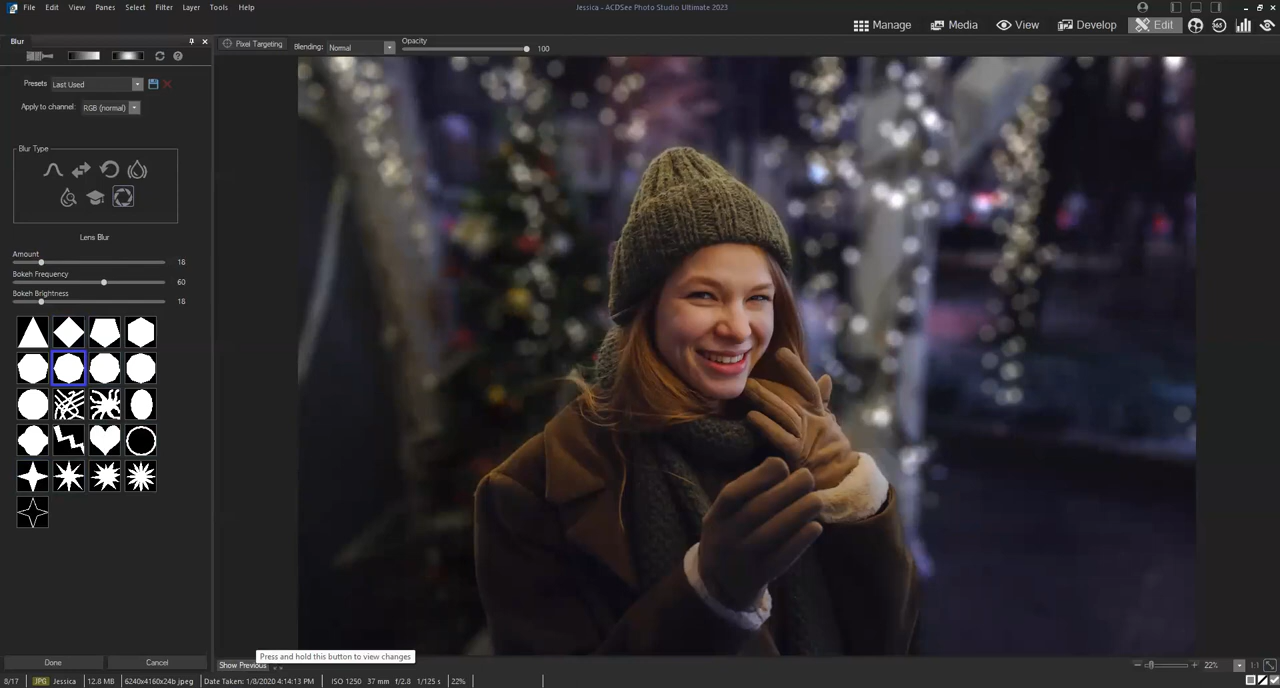 File Edit View Panes Select Filter Layer Tools Help
Jessica - ACDSee Photo Studio Ultimate 2023
Manage Media View Develop Edit 365
Blur
Pixel Targeting Blending: Normal Opacity 100
Presets Last Used
Apply to channel: RGB (normal)
Blur Type
Lens Blur
Amount 18
Bokeh Frequency 60
Bokeh Brightness 18
Press and hold this button to view changes
Done Cancel Show Previous 22% 1:1
8/17 JPG Jessica 12.8 MB 6240x4160x24b jpeg Date Taken: 1/8/2020 4:14:13 PM ISO 1250 37 mm f/2.8 1/125 s 22%